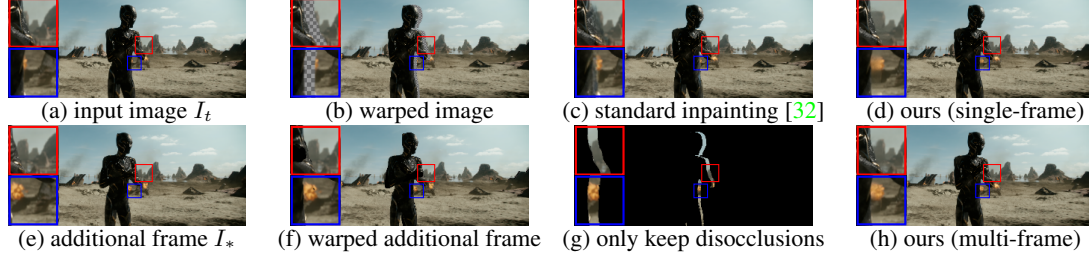 (a) input image I_t
(b) warped image
(c) standard inpainting [32]
(d) ours (single-frame)
(e) additional frame I_*
(f) warped additional frame
(g) only keep disocclusions
(h) ours (multi-frame)